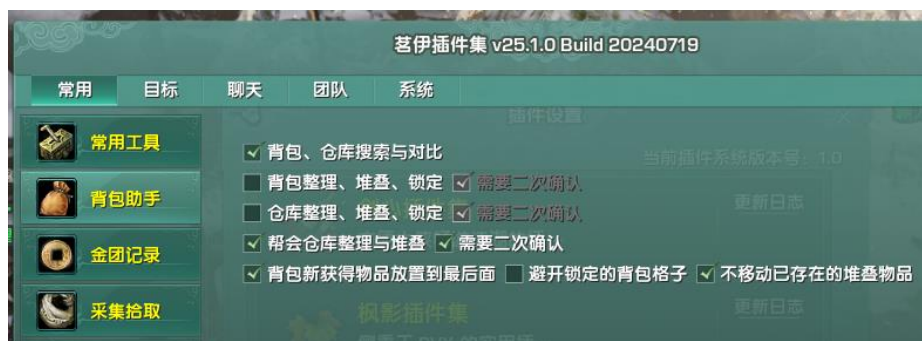 茗伊插件集 v25.1.0 Build 20240719
常用 目标 聊天 团队 系统
插件设置
常用工具
背包助手
金团记录
采集拾取
背包、仓库搜索与对比
当前插件系统版本号：1.0
背包整理、堆叠、锁定 需要二次确认
更新日志
仓库整理、堆叠、锁定 需要二次确认
帮会仓库整理与堆叠 需要二次确认
背包新获得物品放置到最后面 避开锁定的背包格子 不移动已存在的堆叠物品
枫影插件集
更新日志